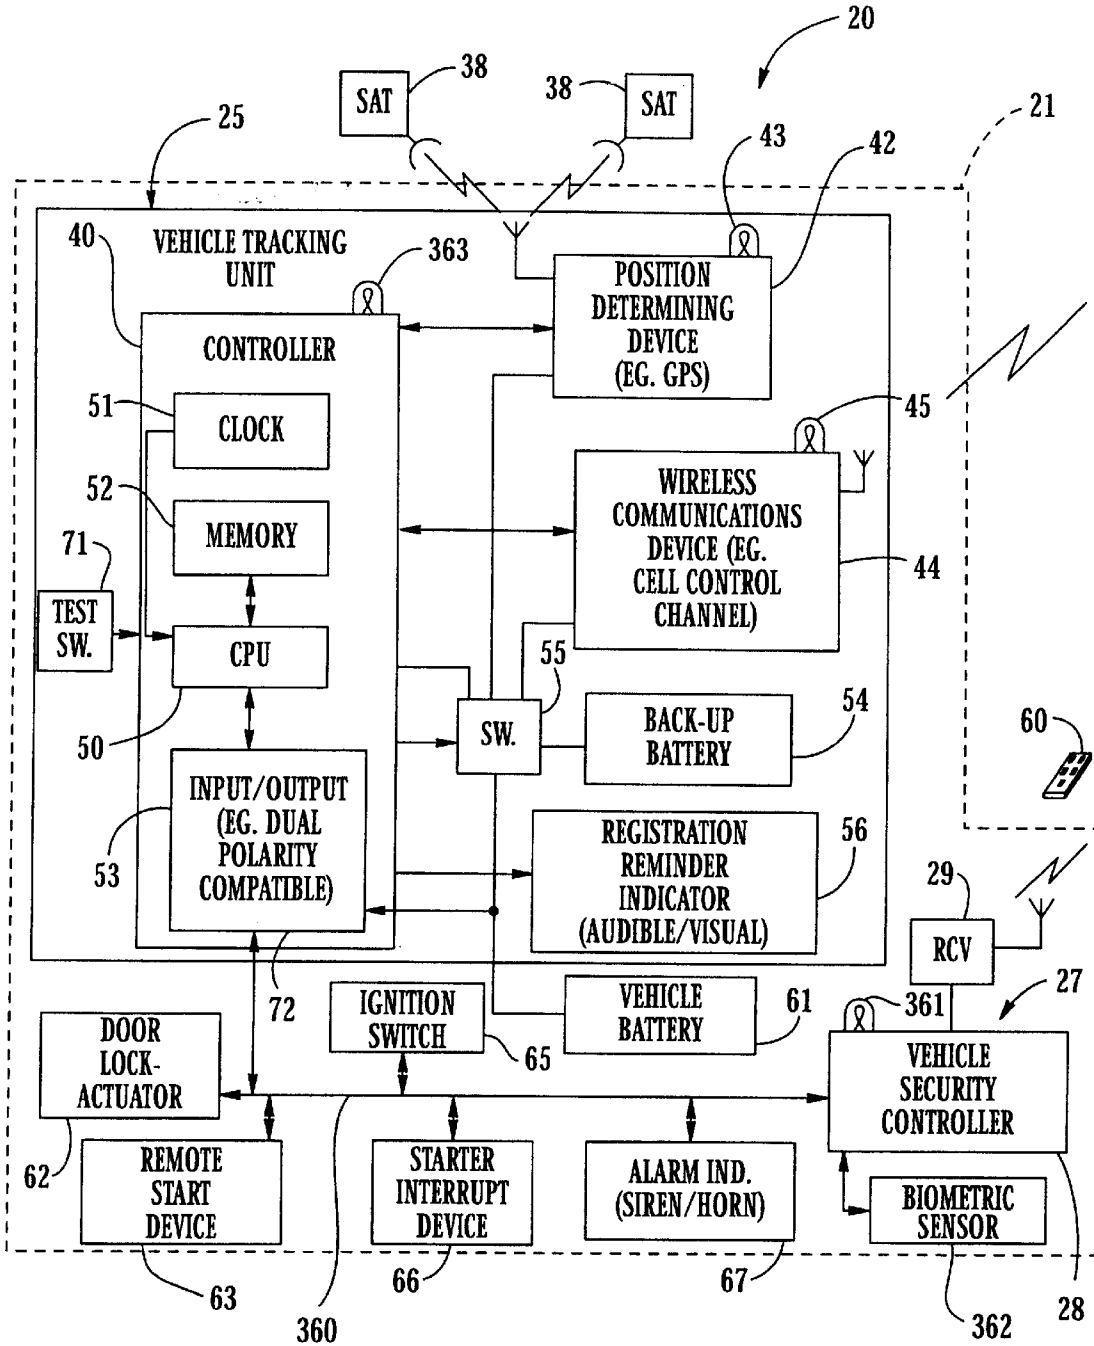 20
38
SAT
38
SAT
21
25
43
42
40
VEHICLE TRACKING
UNIT
363
POSITION
DETERMINING
DEVICE
(EG. GPS)
CONTROLLER
51
CLOCK
45
52
MEMORY
WIRELESS
COMMUNICATIONS
DEVICE (EG.
CELL CONTROL
CHANNEL)
44
71
TEST
SW.
CPU
50
55
SW.
54
BACK-UP
BATTERY
60
INPUT/OUTPUT
(EG. DUAL
POLARITY
COMPATIBLE)
53
REGISTRATION
REMINDER
INDICATOR
(AUDIBLE/VISUAL)
56
29
RCV
72
IGNITION
SWITCH
65
VEHICLE
BATTERY
61
361
27
DOOR
LOCK-
ACTUATOR
62
VEHICLE
SECURITY
CONTROLLER
28
REMOTE
START
DEVICE
63
STARTER
INTERRUPT
DEVICE
66
ALARM IND.
(SIREN/HORN)
67
BIOMETRIC
SENSOR
362
360